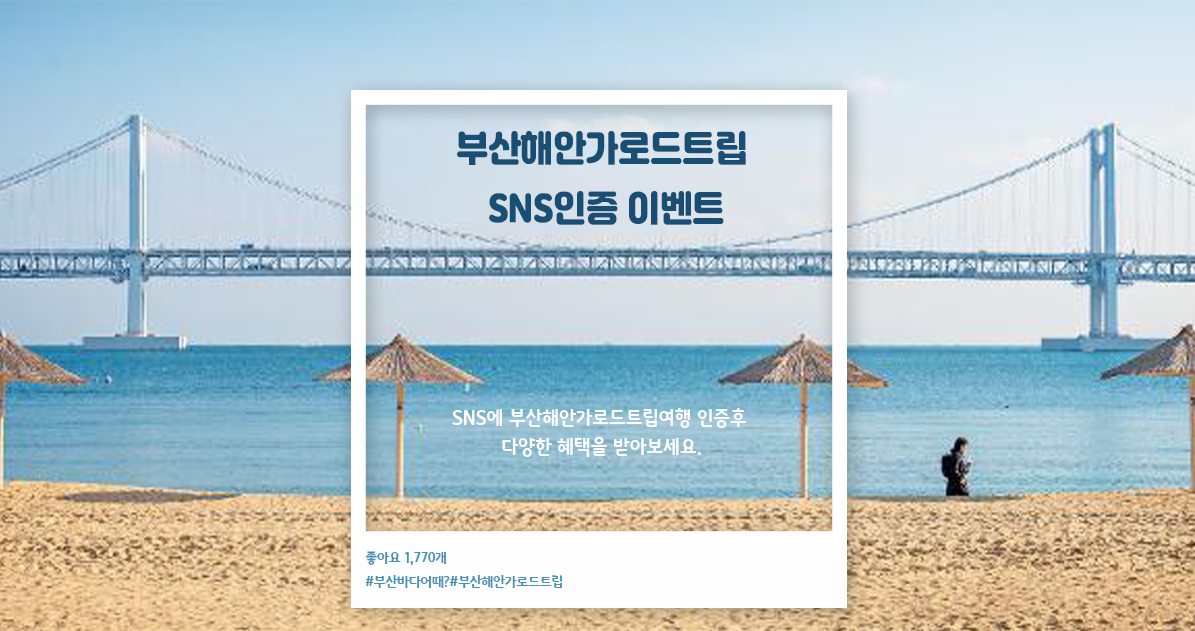 부산해안가로드트립
SNS인증 이벤트
SNS에 부산해안가로드트립여행 인증후
다양한 혜택을 받아보세요.
좋아요 1,770개
#부산바다어때?#부산해안가로드트립